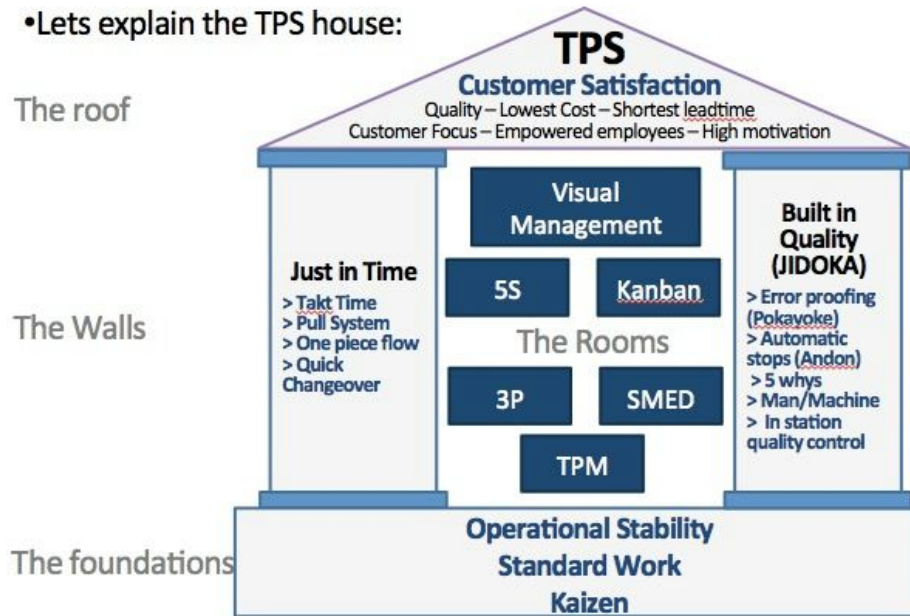 •Lets explain the TPS house:
The roof
TPS
Customer Satisfaction
Quality – Lowest Cost – Shortest leadtime
Customer Focus – Empowered employees – High motivation
The Walls
Just in Time
> Takt Time
> Pull System
> One piece flow
> Quick
Changeover
Visual
Management
5S
Kanban
The Rooms
3P
SMED
TPM
Built in
Quality
(JIDOKA)
> Error proofing
(Pokayoke)
> Automatic
stops (Andon)
> 5 whys
> Man/Machine
> In station
quality control
The foundations
Operational Stability
Standard Work
Kaizen